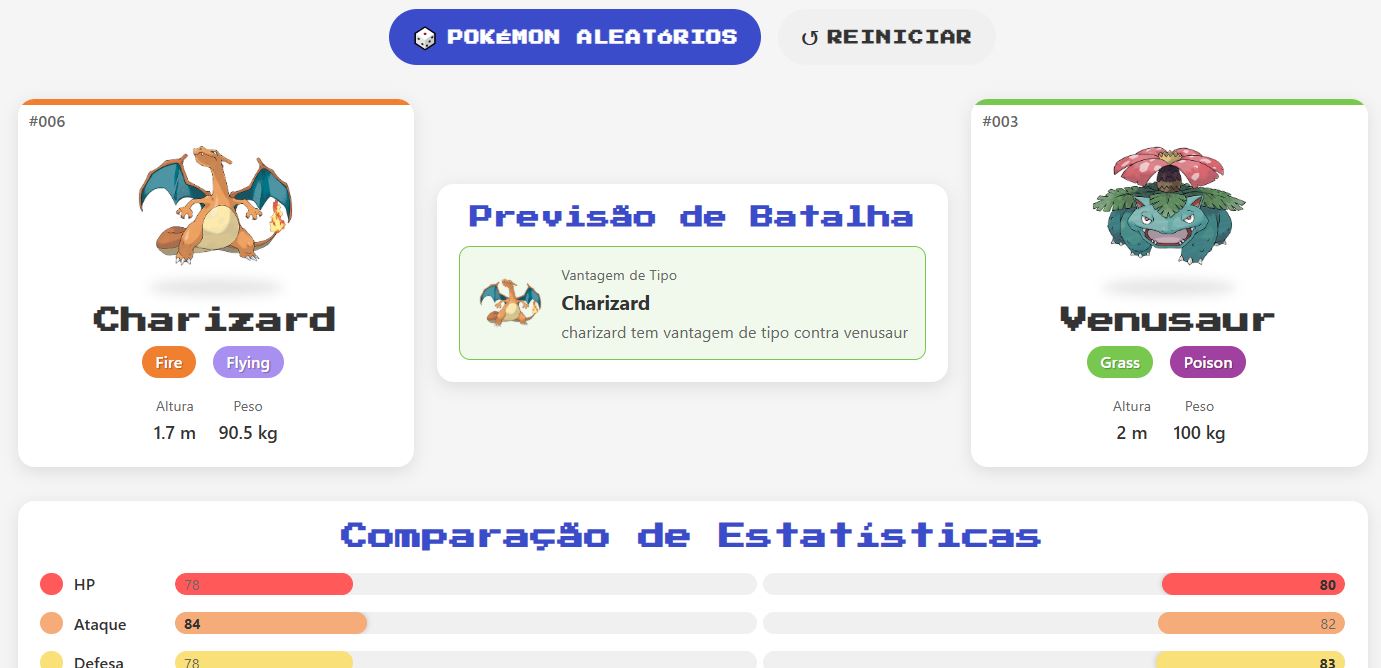 POKéMON ALEATóRIOS
↺ REINICIAR
#006
Charizard
Fire Flying
Altura Peso
1.7 m 90.5 kg
Previsão de Batalha
Vantagem de Tipo
Charizard
charizard tem vantagem de tipo contra venusaur
#003
Venusaur
Grass Poison
Altura Peso
2 m 100 kg
Comparação de Estatísticas
HP 78 80
Ataque 84 82
Defesa 78 83